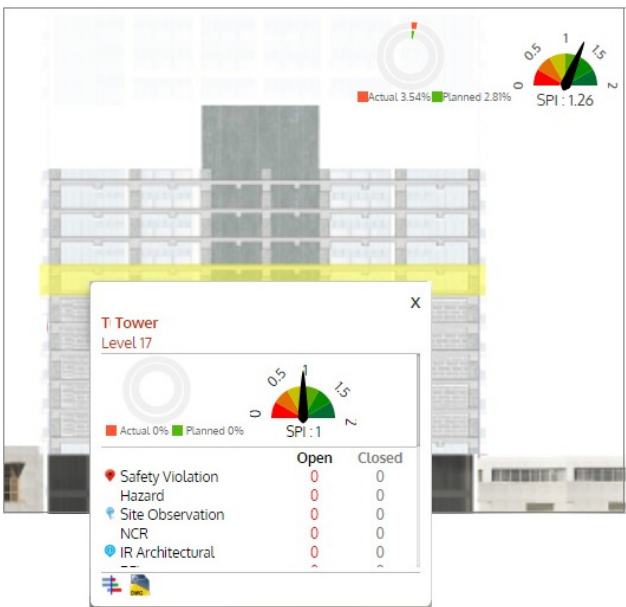 0 0.5 1 1.5 2
Actual 3.54% Planned 2.81% SPI : 1.26
X
T Tower
Level 17
0 0.5 1 1.5 2
Actual 0% Planned 0% SPI : 1
Open Closed
Safety Violation 0 0
Hazard 0 0
Site Observation 0 0
NCR 0 0
IR Architectural 0 0
DWG